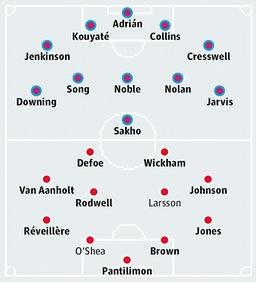 Adrián
Kouyaté Collins
Jenkinson Cresswell
Song Noble Nolan
Downing Jarvis
Sakho
Defoe Wickham
Van Aanholt Johnson
Rodwell Larsson
Réveillère Jones
O'Shea Brown
Pantilimon